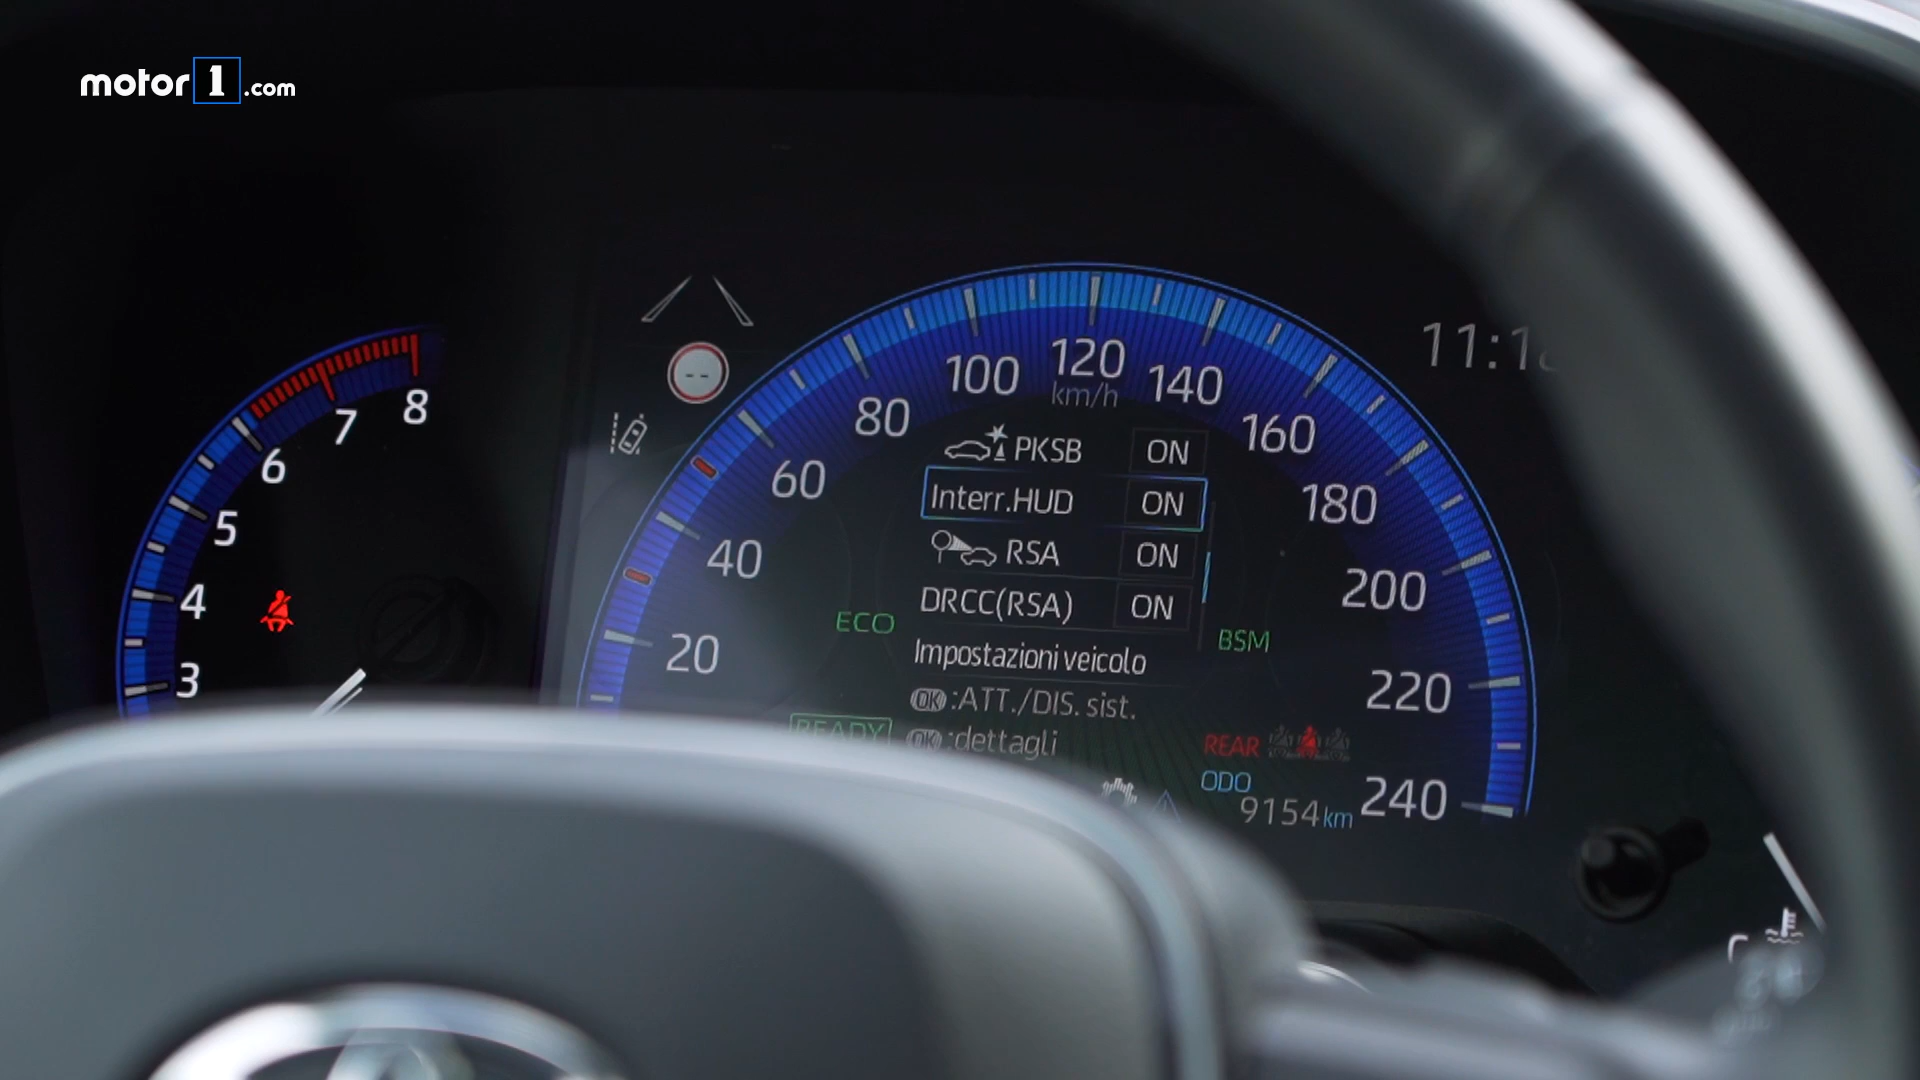 motor1.com
8
7
6
5
4
3
--
11:1
120
100
140
km/h
80
160
60
180
40
200
20
220
240
PKSB ON
Interr.HUD ON
RSA ON
DRCC(RSA) ON
ECO
BSM
Impostazioni veicolo
OK :ATT./DIS. sist.
READY
OK :dettagli
REAR
ODO
9154 km